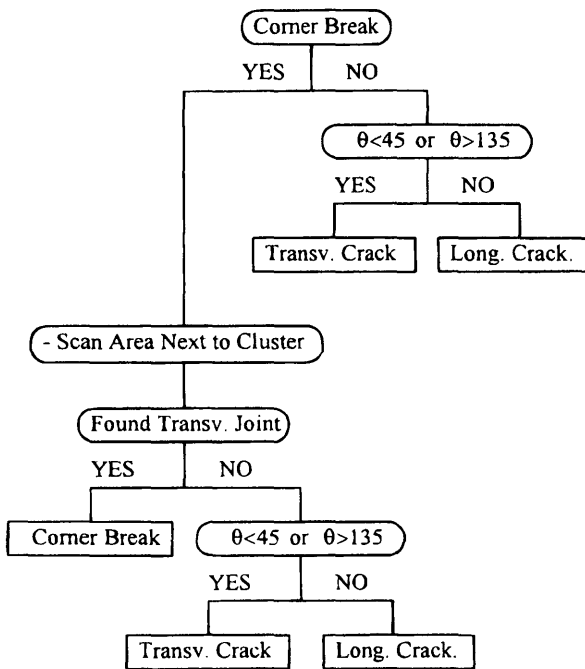 Corner Break
YES NO
θ<45 or θ>135
YES NO
Transv. Crack Long. Crack.
- Scan Area Next to Cluster
Found Transv. Joint
YES NO
Corner Break θ<45 or θ>135
YES NO
Transv. Crack Long. Crack.